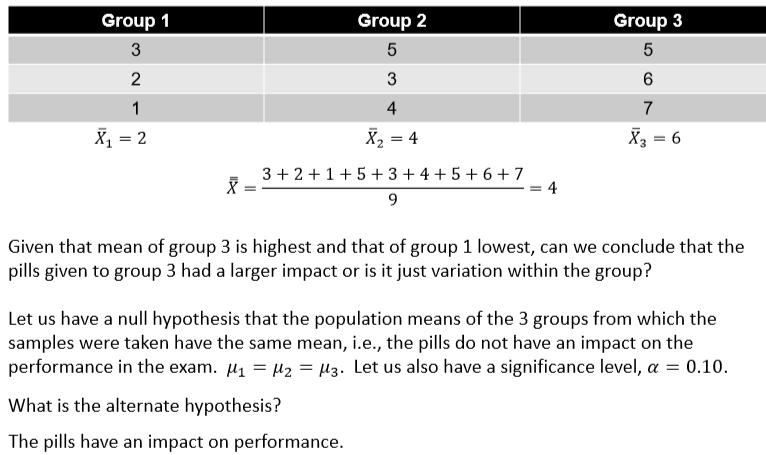 Group 1 Group 2 Group 3
3 5 5
2 3 6
1 4 7
X̄₁ = 2 X̄₂ = 4 X̄₃ = 6
X̿ = (3 + 2 + 1 + 5 + 3 + 4 + 5 + 6 + 7) / 9 = 4
Given that mean of group 3 is highest and that of group 1 lowest, can we conclude that the
pills given to group 3 had a larger impact or is it just variation within the group?
Let us have a null hypothesis that the population means of the 3 groups from which the
samples were taken have the same mean, i.e., the pills do not have an impact on the
performance in the exam. μ₁ = μ₂ = μ₃. Let us also have a significance level, α = 0.10.
What is the alternate hypothesis?
The pills have an impact on performance.